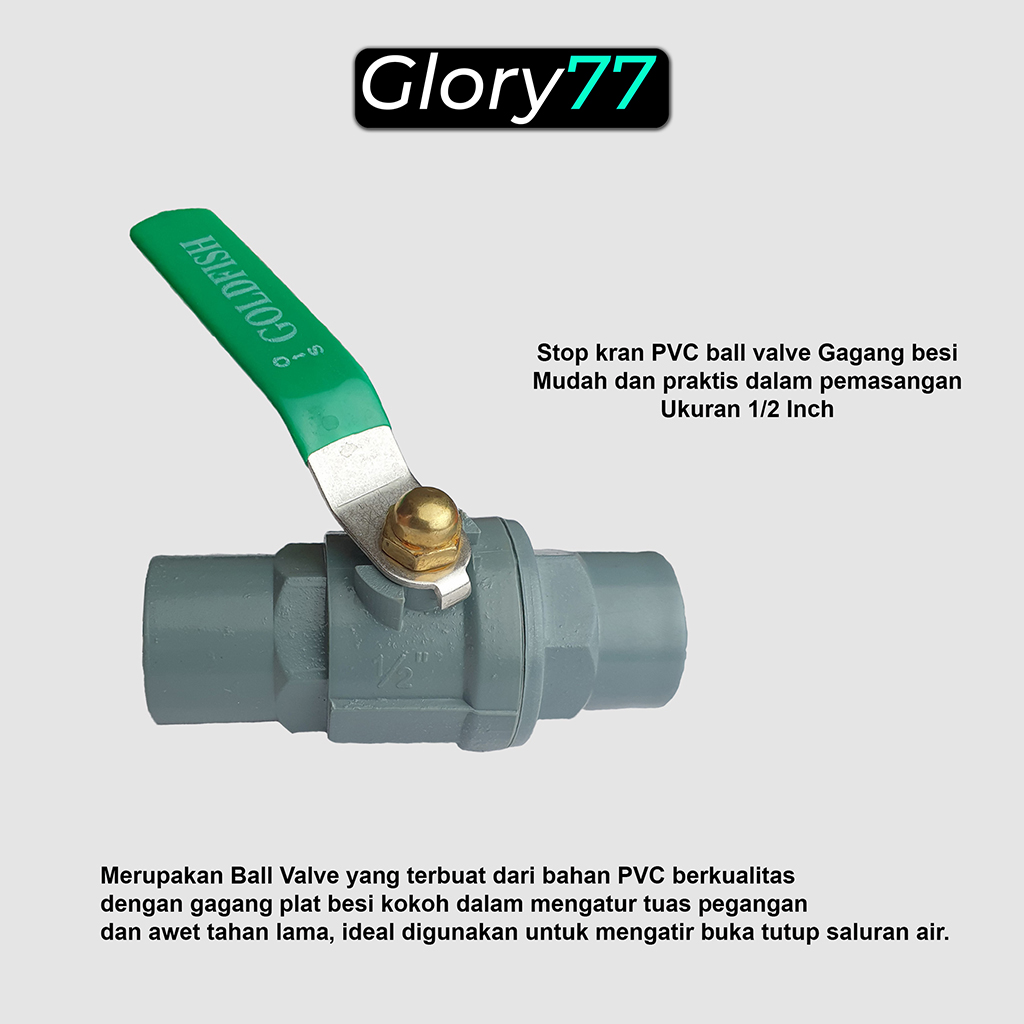 Glory77
GOLDFISH
S 1 O
Stop kran PVC ball valve Gagang besi
Mudah dan praktis dalam pemasangan
Ukuran 1/2 Inch
1/2"
Merupakan Ball Valve yang terbuat dari bahan PVC berkualitas
dengan gagang plat besi kokoh dalam mengatur tuas pegangan
dan awet tahan lama, ideal digunakan untuk mengatir buka tutup saluran air.